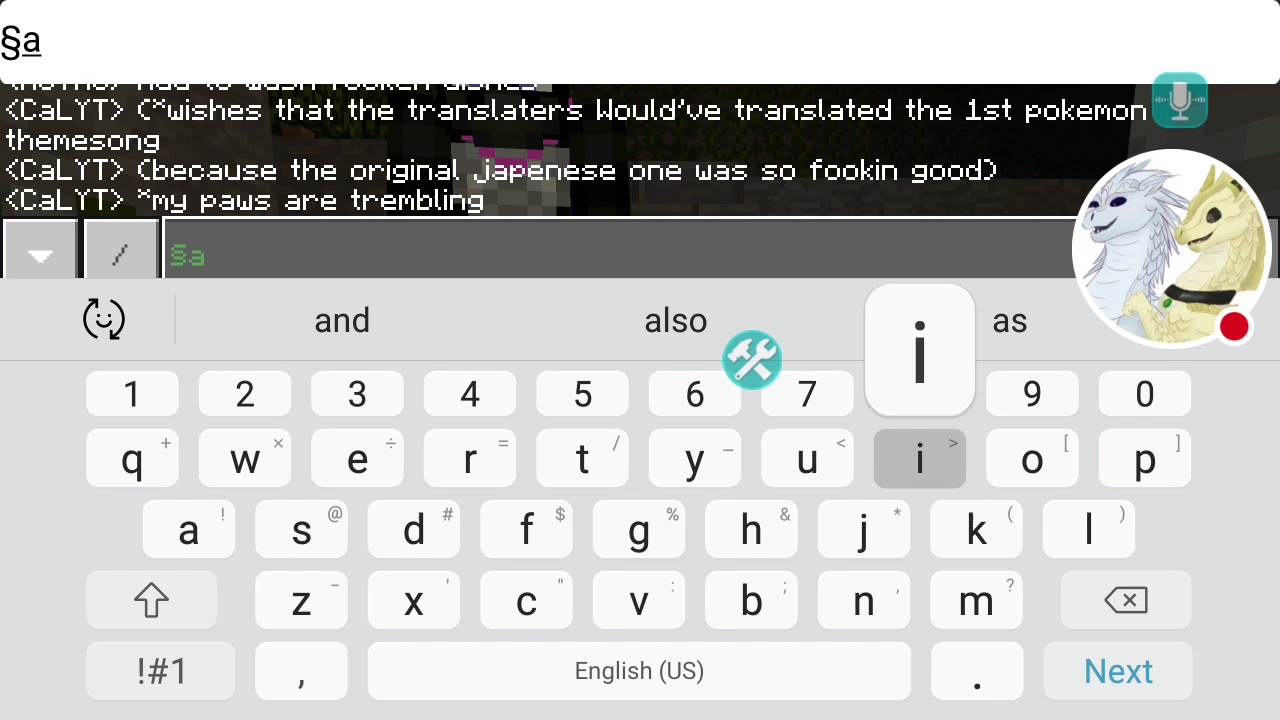 §a
<CaLYT> (*wishes that the translaters Would've translated the 1st pokemon
themesong
<CaLYT> (because the original Japenese one was so fookin good)
<CaLYT> *my paws are trembling
/ §a
and also as
i
1 2 3 4 5 6 7 9 0
q + w × e ÷ r = t / y _ u < i > o [ p ]
a ! s @ d # f $ g % h & j * k ( l )
z - x ' c " v : b ; n , m ?
!#1 , English (US) . Next